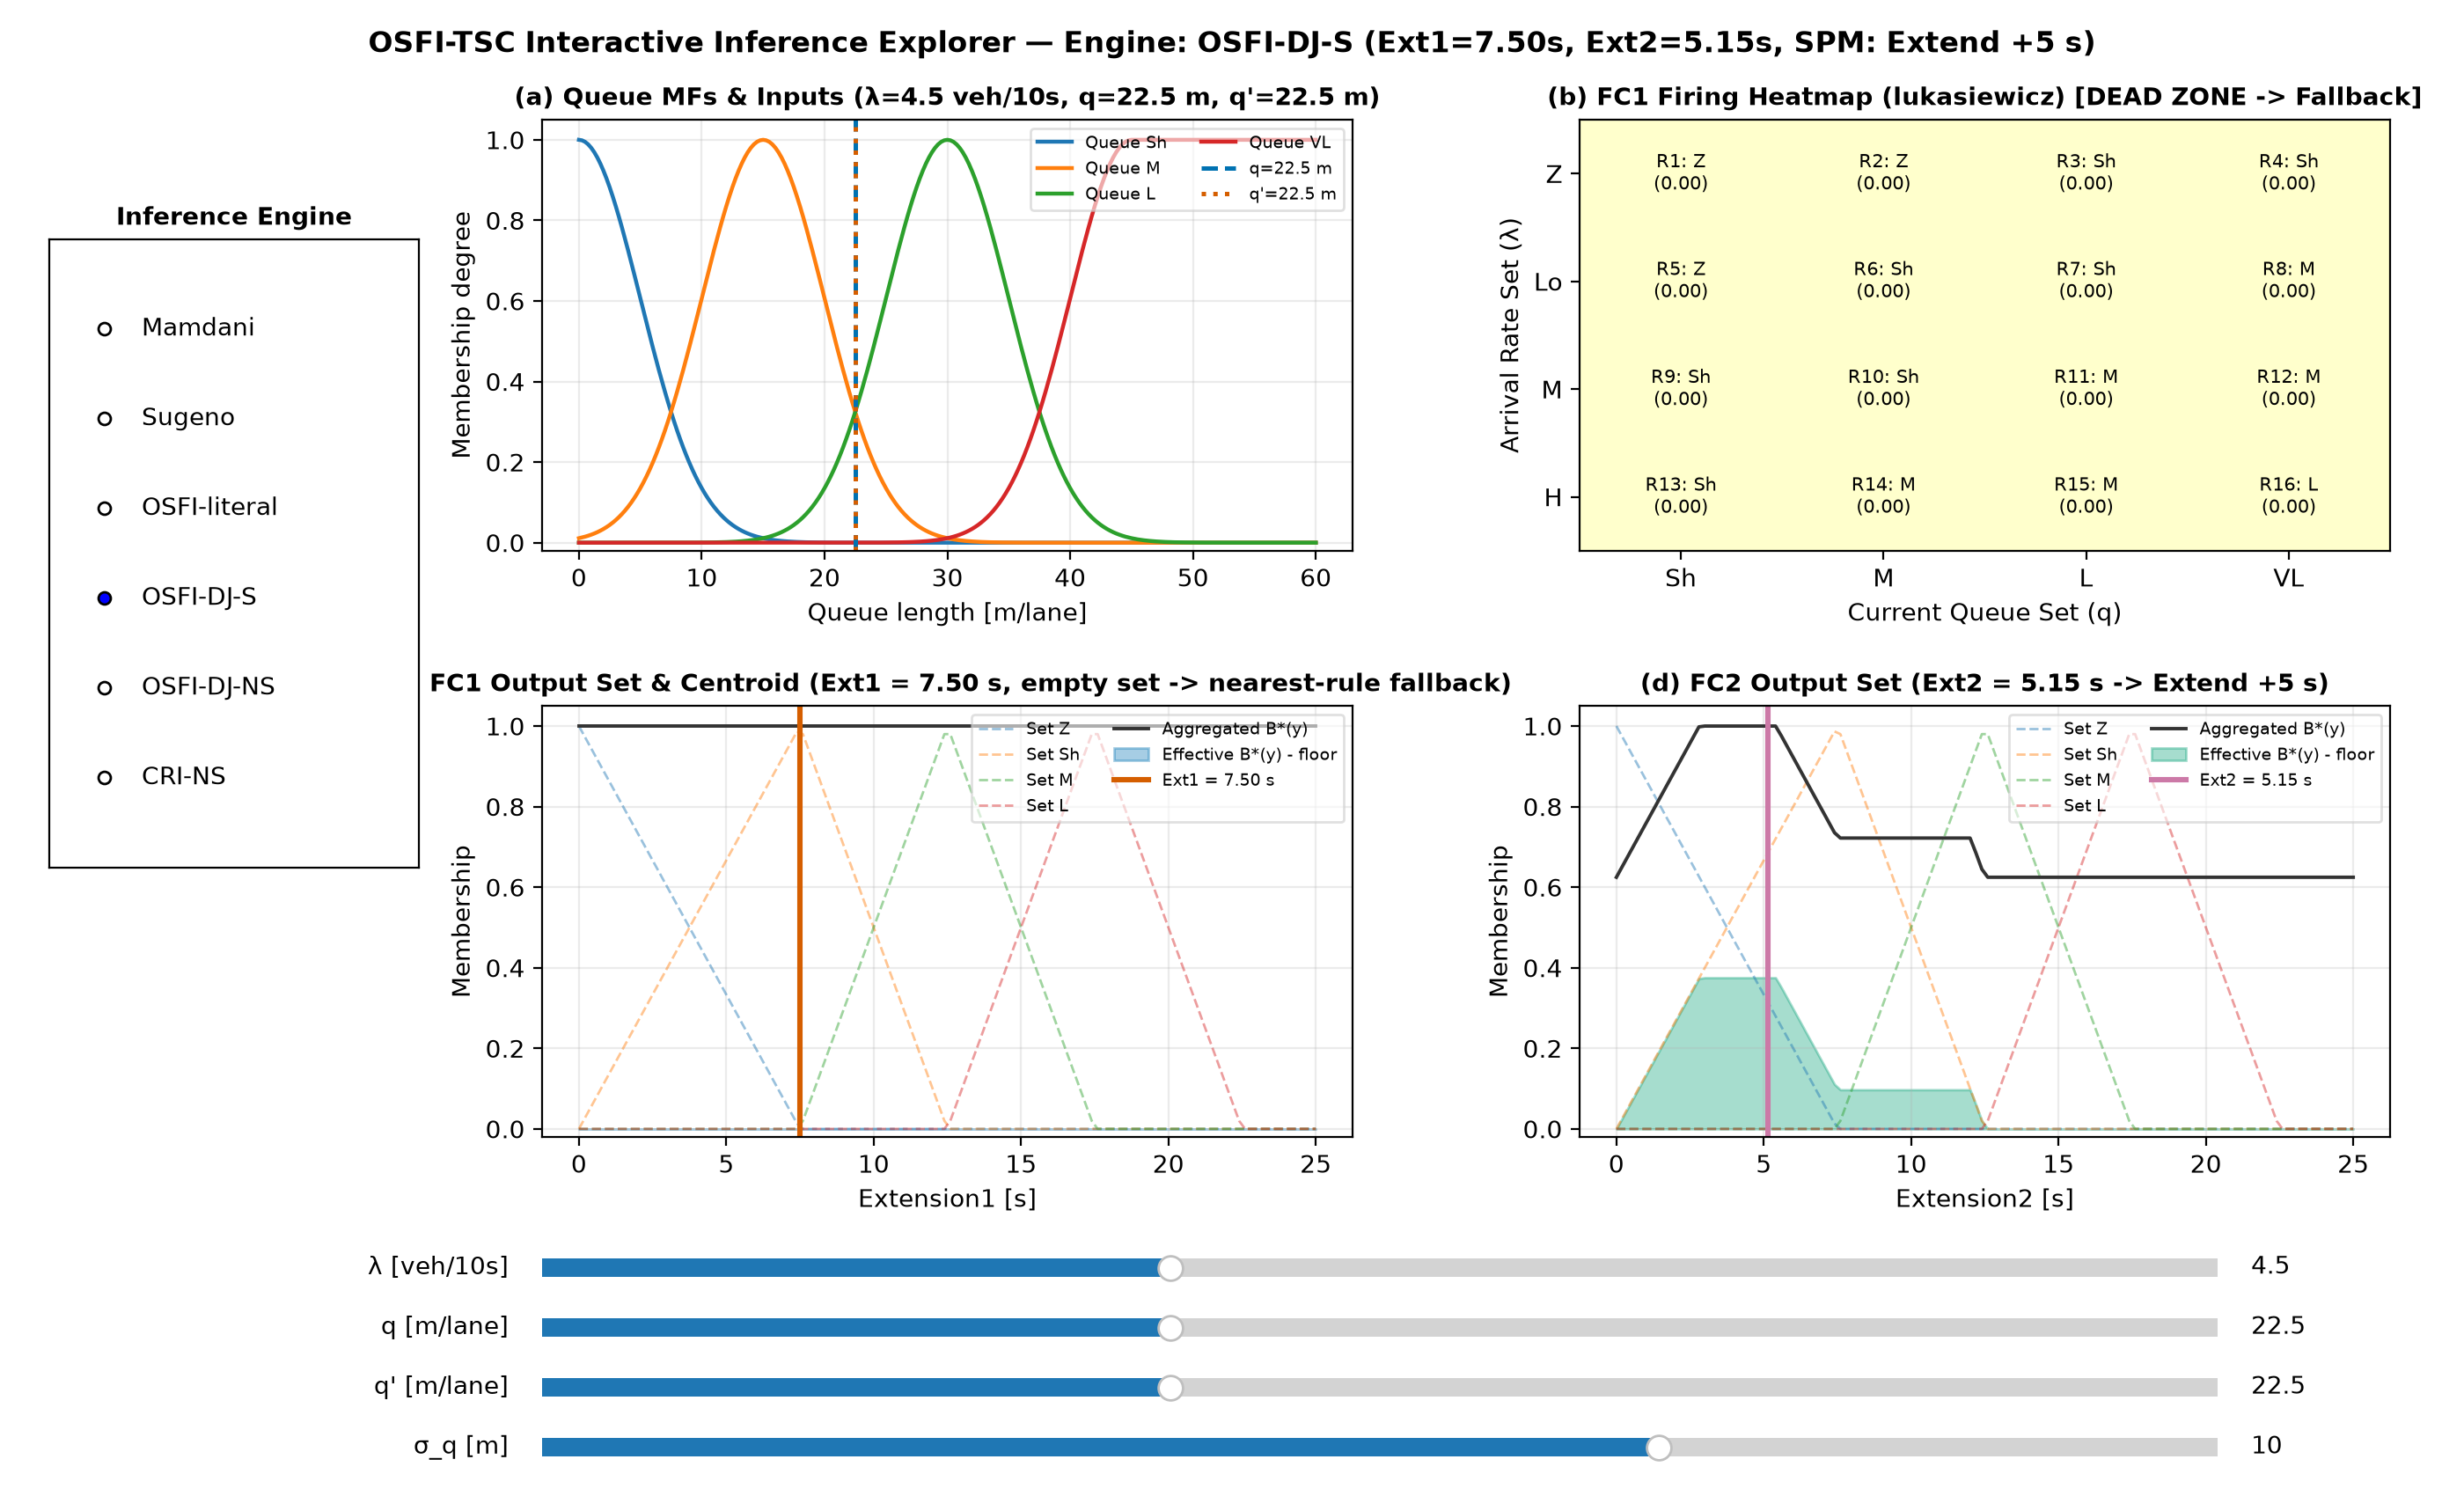 OSFI-TSC Interactive Inference Explorer — Engine: OSFI-DJ-S (Ext1=7.50s, Ext2=5.15s, SPM: Extend +5 s)
Inference Engine
Mamdani
Sugeno
OSFI-literal
OSFI-DJ-S
OSFI-DJ-NS
CRI-NS
(a) Queue MFs & Inputs (λ=4.5 veh/10s, q=22.5 m, q'=22.5 m)
Membership degree
1.0
0.8
0.6
0.4
0.2
0.0
Queue Sh
Queue M
Queue L
Queue VL
q=22.5 m
q'=22.5 m
0 10 20 30 40 50 60
Queue length [m/lane]
(b) FC1 Firing Heatmap (lukasiewicz) [DEAD ZONE -> Fallback]
Arrival Rate Set (λ)
Z
Lo
M
H
R1: Z R2: Z R3: Sh R4: Sh
(0.00) (0.00) (0.00) (0.00)
R5: Z R6: Sh R7: Sh R8: M
(0.00) (0.00) (0.00) (0.00)
R9: Sh R10: Sh R11: M R12: M
(0.00) (0.00) (0.00) (0.00)
R13: Sh R14: M R15: M R16: L
(0.00) (0.00) (0.00) (0.00)
Sh M L VL
Current Queue Set (q)
FC1 Output Set & Centroid (Ext1 = 7.50 s, empty set -> nearest-rule fallback)
Membership
1.0
0.8
0.6
0.4
0.2
0.0
Set Z
Set Sh
Set M
Set L
Aggregated B*(y)
Effective B*(y) - floor
Ext1 = 7.50 s
0 5 10 15 20 25
Extension1 [s]
(d) FC2 Output Set (Ext2 = 5.15 s -> Extend +5 s)
Membership
1.0
0.8
0.6
0.4
0.2
0.0
Set Z
Set Sh
Set M
Set L
Aggregated B*(y)
Effective B*(y) - floor
Ext2 = 5.15 s
0 5 10 15 20 25
Extension2 [s]
λ [veh/10s] 4.5
q [m/lane] 22.5
q' [m/lane] 22.5
σ_q [m] 10